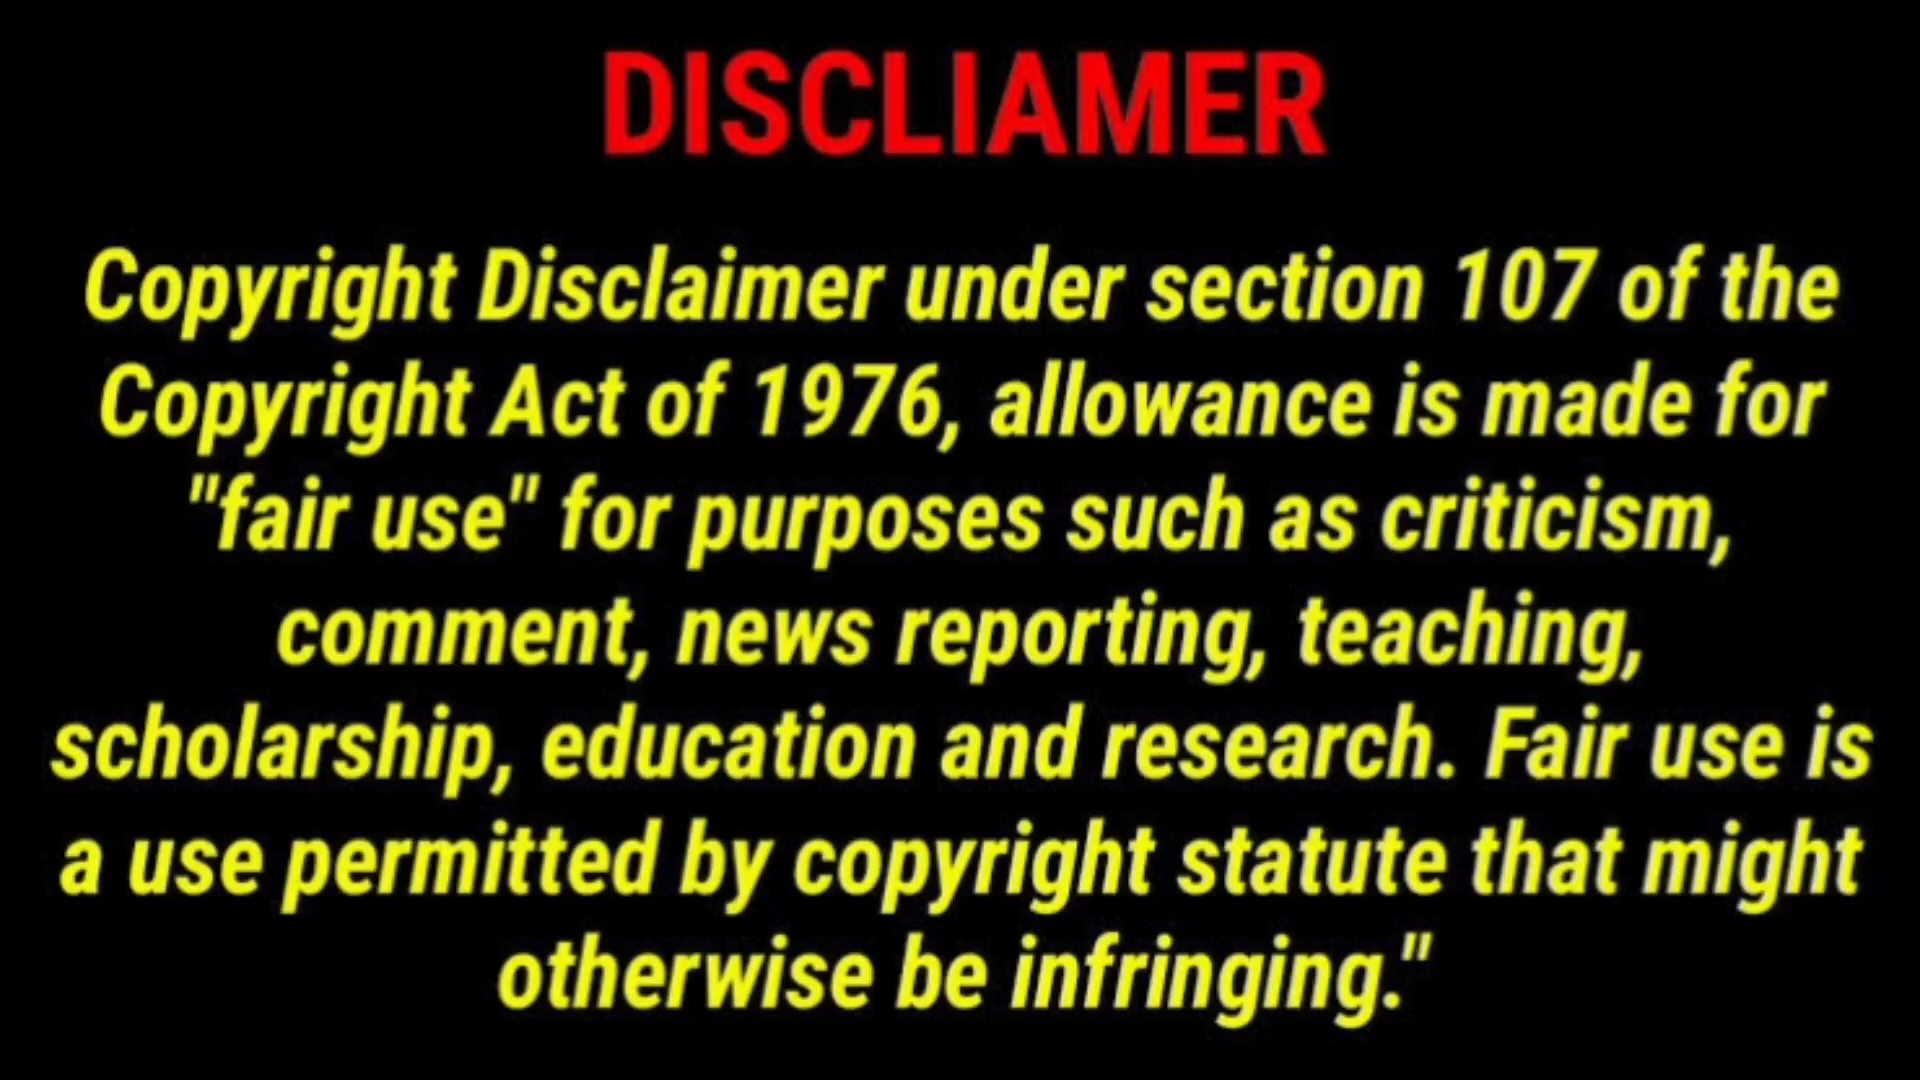 DISCLIAMER
Copyright Disclaimer under section 107 of the
Copyright Act of 1976, allowance is made for
"fair use" for purposes such as criticism,
comment, news reporting, teaching,
scholarship, education and research. Fair use is
a use permitted by copyright statute that might
otherwise be infringing."